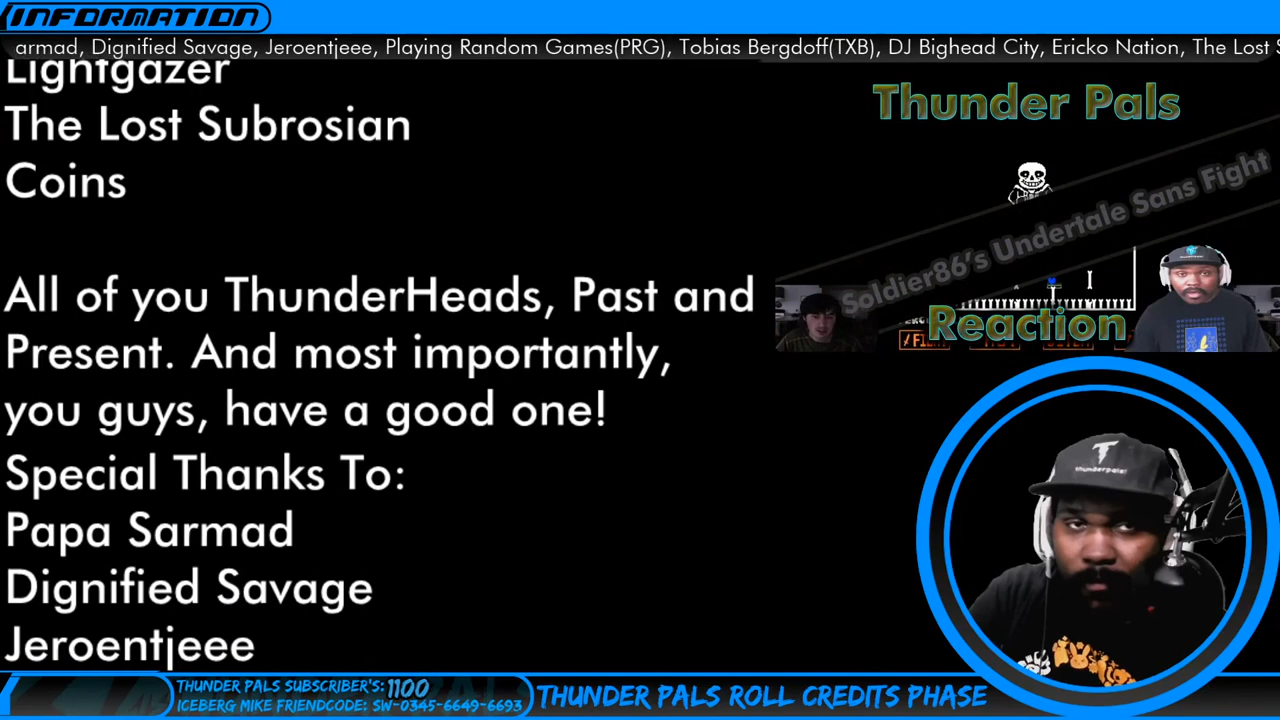 INFORMATION
armad, Dignified Savage, Jeroentjeee, Playing Random Games(PRG), Tobias Bergdoff(TXB), DJ Bighead City, Ericko Nation, The Lost S
Lightgazer
The Lost Subrosian
Coins
All of you ThunderHeads, Past and
Present. And most importantly,
you guys, have a good one!
Special Thanks To:
Papa Sarmad
Dignified Savage
Jeroentjeee
Thunder Pals
Soldier86's Undertale Sans Fight
Reaction
thunderpals!
THUNDER PALS SUBSCRIBER'S: 1100
ICEBERG MIKE FRIENDCODE: SW-0345-6649-6693
THUNDER PALS ROLL CREDITS PHASE